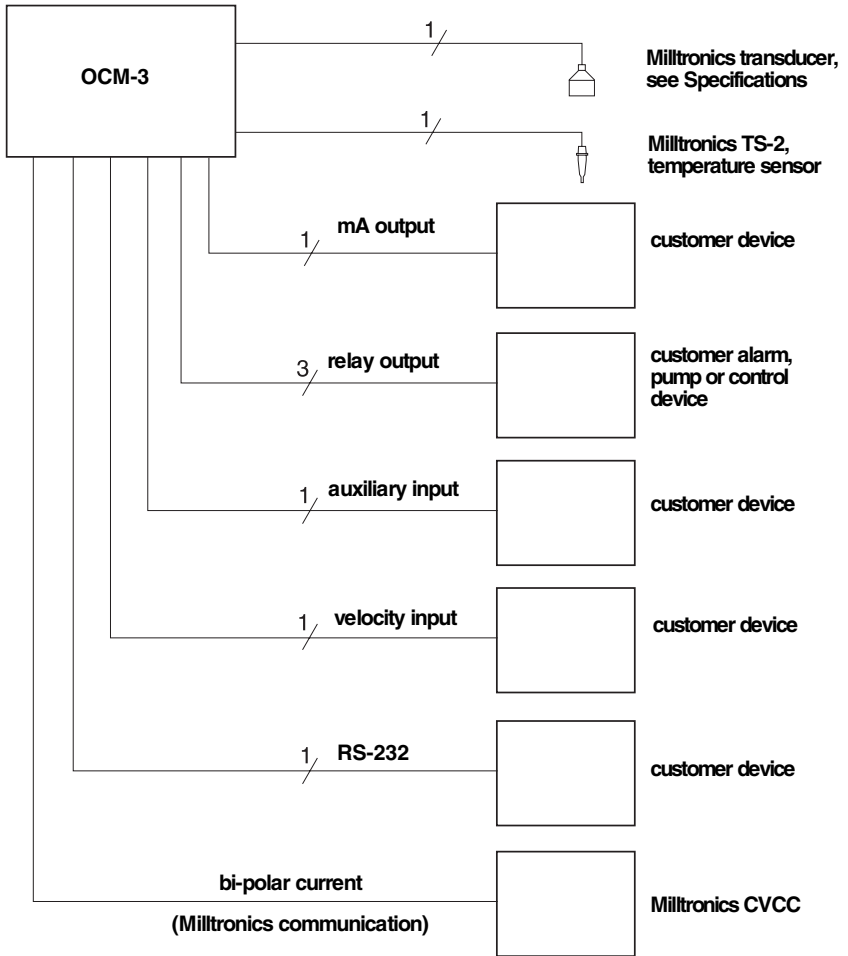 OCM-3
1
Milltronics transducer,
see Specifications
1
Milltronics TS-2,
temperature sensor
1
mA output
customer device
3
relay output
customer alarm,
pump or control
device
1
auxiliary input
customer device
1
velocity input
customer device
1
RS-232
customer device
bi-polar current
(Milltronics communication)
Milltronics CVCC